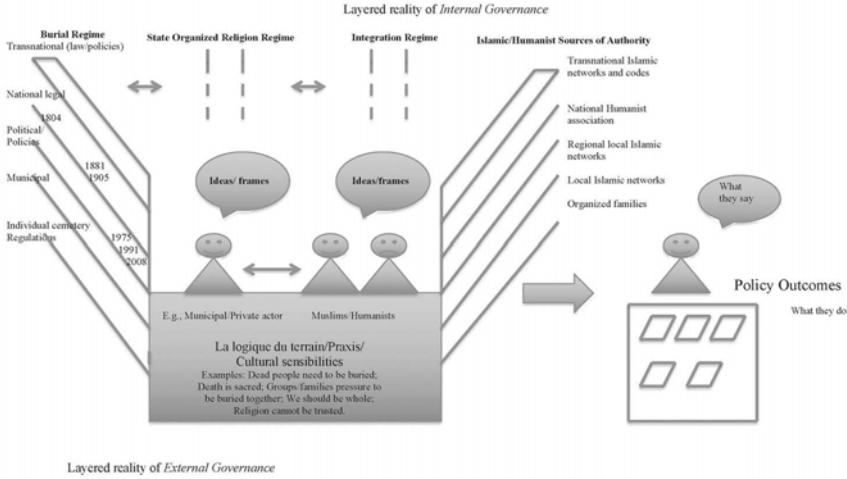 Layered reality of Internal Governance
Burial Regime
Transnational (law/policies)
State Organized Religion Regime
Integration Regime
Islamic/Humanist Sources of Authority
Transnational Islamic
networks and codes
National legal
1804
National Humanist
association
Political/
Policies
Regional local Islamic
networks
1881
1905
Municipal
Ideas/ frames
Ideas/frames
Local Islamic networks
What
they say
Organized families
Individual cemetery
Regulations
1975
1991
2008
Policy Outcomes
What they do
E.g., Municipal/Private actor
Muslims/Humanists
La logique du terrain/Praxis/
Cultural sensibilities
Examples: Dead people need to be buried;
Death is sacred; Groups/families pressure to
be buried together; We should be whole;
Religion cannot be trusted.
Layered reality of External Governance